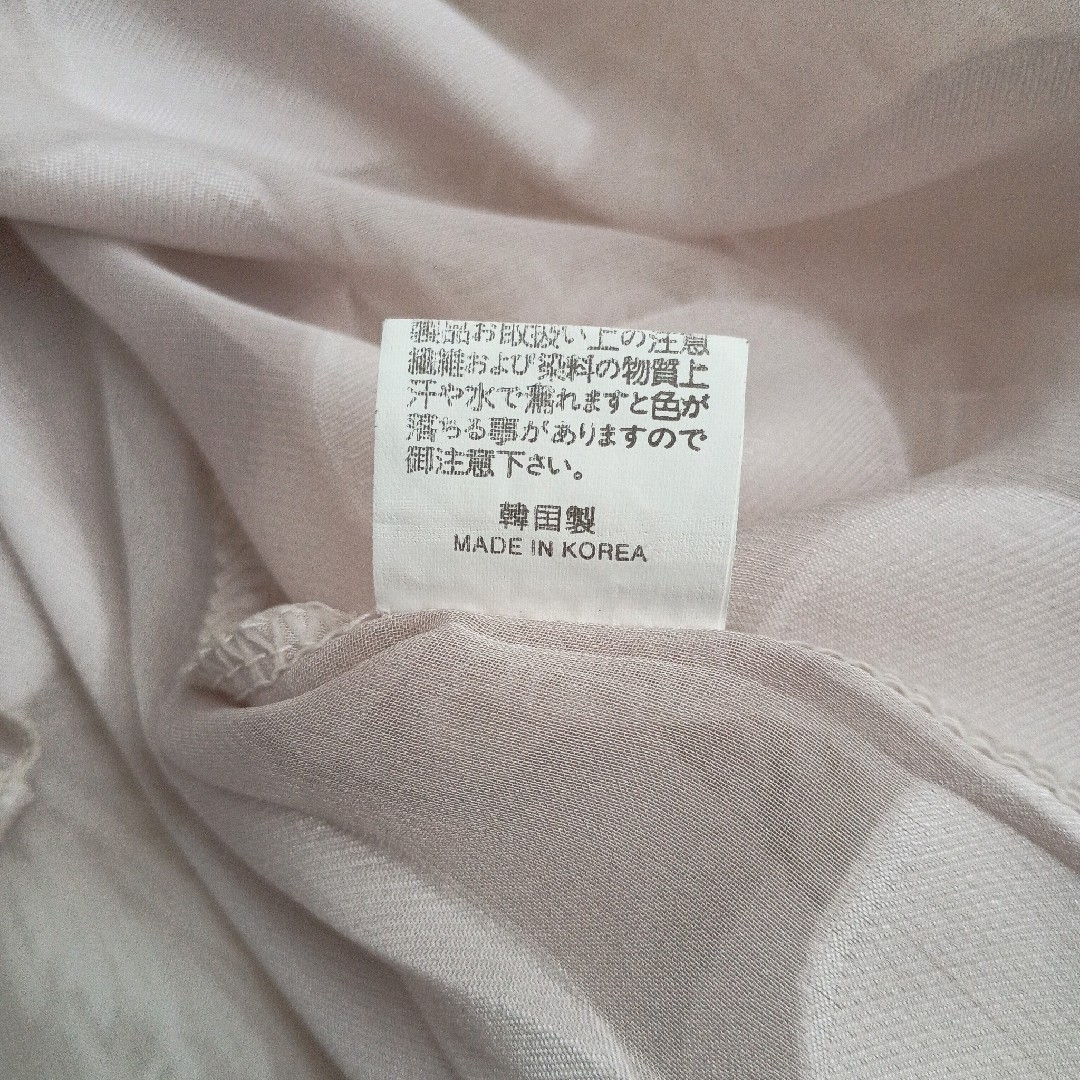 製品お取扱い上の注意
繊維および染料の物質上
汗や水で濡れますと色が
落ちる事がありますので
御注意下さい。
韓国製
MADE IN KOREA